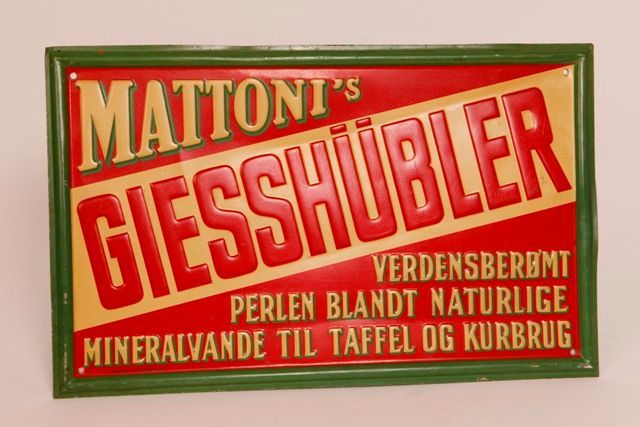 MATTONI's
GIESSHÜBLER
VERDENSBERØMT
PERLEN BLANDT NATURLIGE
MINERALVANDE TIL TAFFEL OG KURBRUG